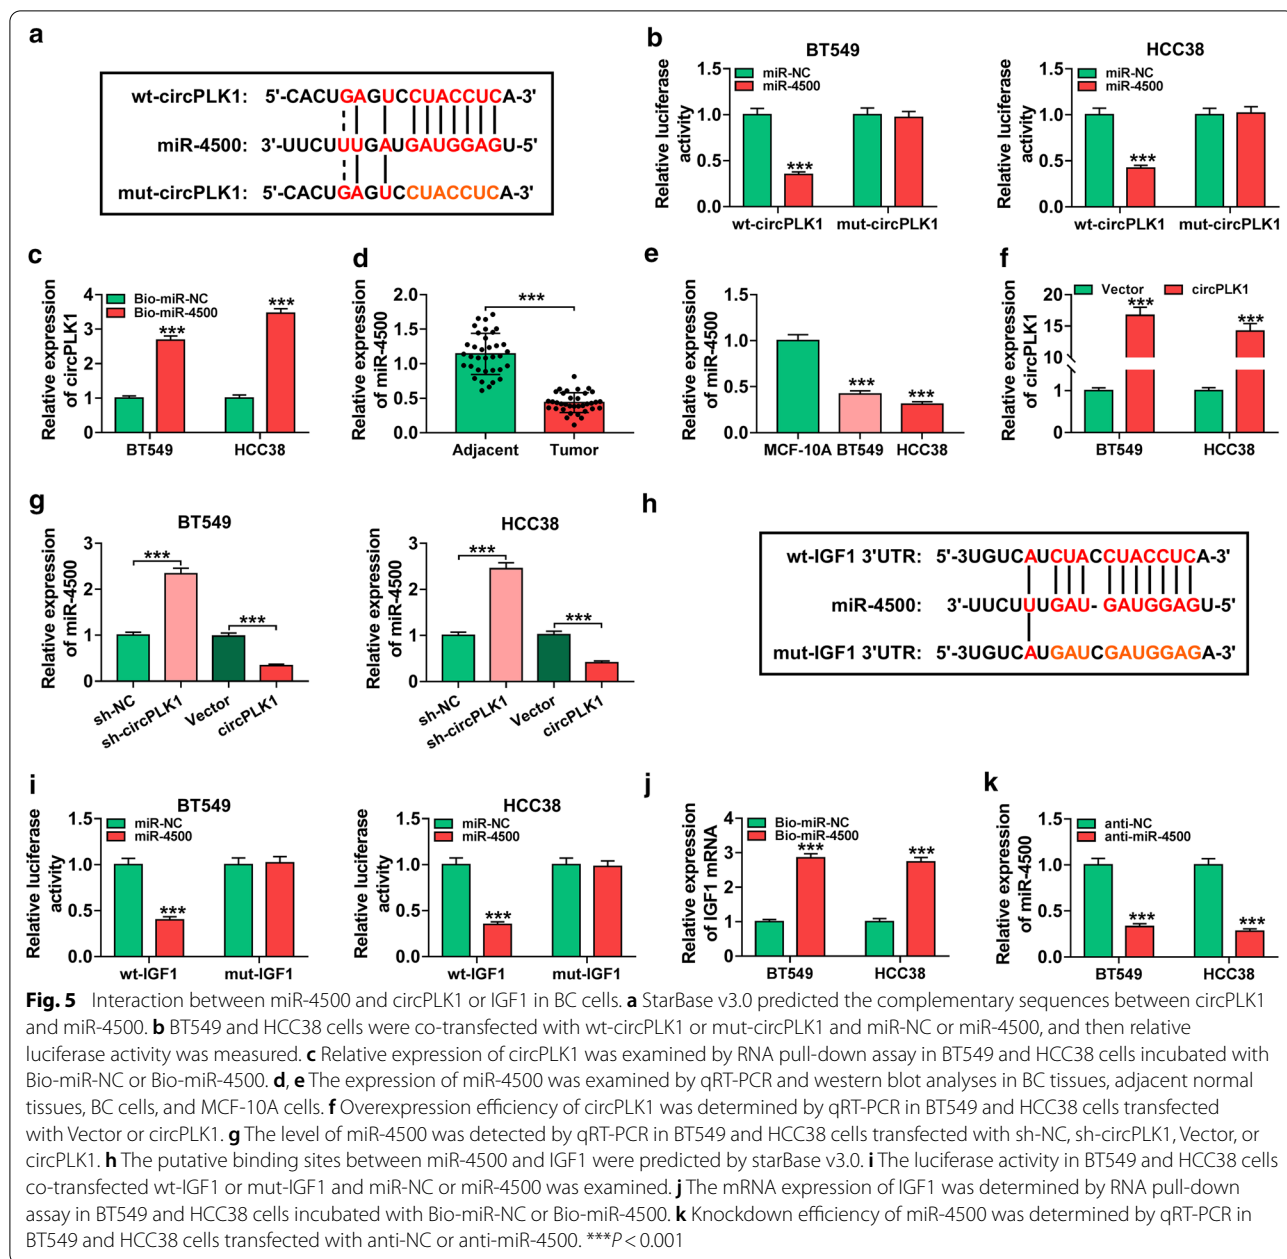 a
wt-circPLK1: 5'-CACUGAGUCCUACCUCA-3'
miR-4500: 3'-UUCUUUGAUGAUGGAGU-5'
mut-circPLK1: 5'-CACUGAGUCCUACCUCA-3'
b
BT549
Relative luciferase activity
1.5
1.0
0.5
0.0
miR-NC
miR-4500
***
wt-circPLK1 mut-circPLK1
HCC38
Relative luciferase activity
1.5
1.0
0.5
0.0
miR-NC
miR-4500
***
wt-circPLK1 mut-circPLK1
c
Relative expression of circPLK1
4
3
2
1
0
Bio-miR-NC
Bio-miR-4500
***
***
BT549 HCC38
d
Relative expression of miR-4500
2.0
1.5
1.0
0.5
0.0
***
Adjacent Tumor
e
Relative expression of miR-4500
1.5
1.0
0.5
0.0
***
***
MCF-10A BT549 HCC38
f
Relative expression of circPLK1
20
15
10
1
0
Vector circPLK1
***
***
BT549 HCC38
g
BT549
Relative expression of miR-4500
3
2
1
0
***
***
sh-NC
sh-circPLK1
Vector
circPLK1
HCC38
Relative expression of miR-4500
3
2
1
0
***
***
sh-NC
sh-circPLK1
Vector
circPLK1
h
wt-IGF1 3'UTR: 5'-3UGUCAUCUACCUACCUCA-3'
miR-4500: 3'-UUCUUUGAU-GAUGGAGU-5'
mut-IGF1 3'UTR: 5'-3UGUCAUGAUCGAUGGAGA-3'
i
BT549
Relative luciferase activity
1.5
1.0
0.5
0.0
miR-NC
miR-4500
***
wt-IGF1 mut-IGF1
HCC38
Relative luciferase activity
1.5
1.0
0.5
0.0
miR-NC
miR-4500
***
wt-IGF1 mut-IGF1
j
Relative expression of IGF1 mRNA
4
3
2
1
0
Bio-miR-NC
Bio-miR-4500
***
***
BT549 HCC38
k
Relative expression of miR-4500
1.5
1.0
0.5
0.0
anti-NC
anti-miR-4500
***
***
BT549 HCC38
Fig. 5 Interaction between miR-4500 and circPLK1 or IGF1 in BC cells. a StarBase v3.0 predicted the complementary sequences between circPLK1
and miR-4500. b BT549 and HCC38 cells were co-transfected with wt-circPLK1 or mut-circPLK1 and miR-NC or miR-4500, and then relative
luciferase activity was measured. c Relative expression of circPLK1 was examined by RNA pull-down assay in BT549 and HCC38 cells incubated with
Bio-miR-NC or Bio-miR-4500. d, e The expression of miR-4500 was examined by qRT-PCR and western blot analyses in BC tissues, adjacent normal
tissues, BC cells, and MCF-10A cells. f Overexpression efficiency of circPLK1 was determined by qRT-PCR in BT549 and HCC38 cells transfected
with Vector or circPLK1. g The level of miR-4500 was detected by qRT-PCR in BT549 and HCC38 cells transfected with sh-NC, sh-circPLK1, Vector, or
circPLK1. h The putative binding sites between miR-4500 and IGF1 were predicted by starBase v3.0. i The luciferase activity in BT549 and HCC38 cells
co-transfected wt-IGF1 or mut-IGF1 and miR-NC or miR-4500 was examined. j The mRNA expression of IGF1 was determined by RNA pull-down
assay in BT549 and HCC38 cells incubated with Bio-miR-NC or Bio-miR-4500. k Knockdown efficiency of miR-4500 was determined by qRT-PCR in
BT549 and HCC38 cells transfected with anti-NC or anti-miR-4500. ***P < 0.001